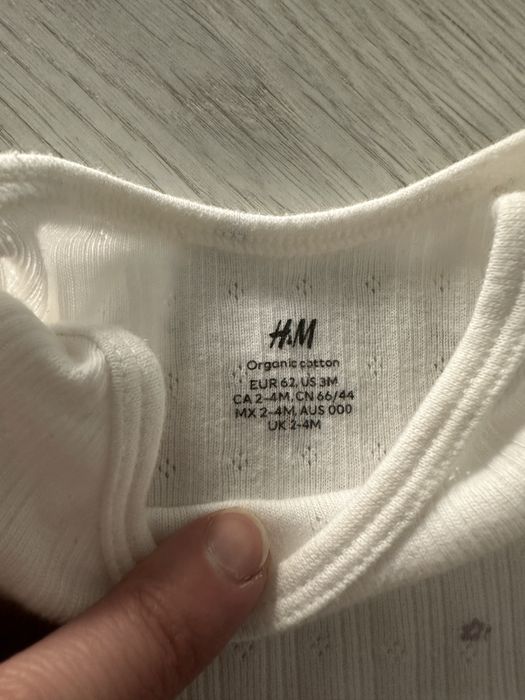 H&M
Organic cotton
EUR 62, US 3M
CA 2-4M, CN 66/44
MX 2-4M, AUS 000
UK 2-4M